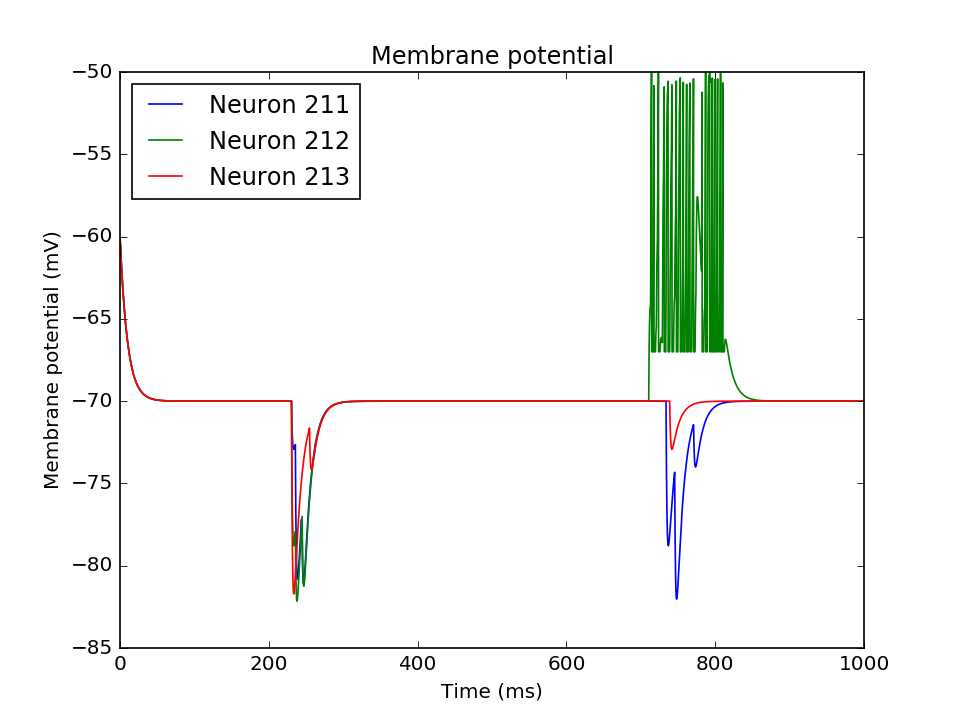 Membrane potential
Membrane potential (mV)
−50
−55
−60
−65
−70
−75
−80
−85
Neuron 211
Neuron 212
Neuron 213
0 200 400 600 800 1000
Time (ms)